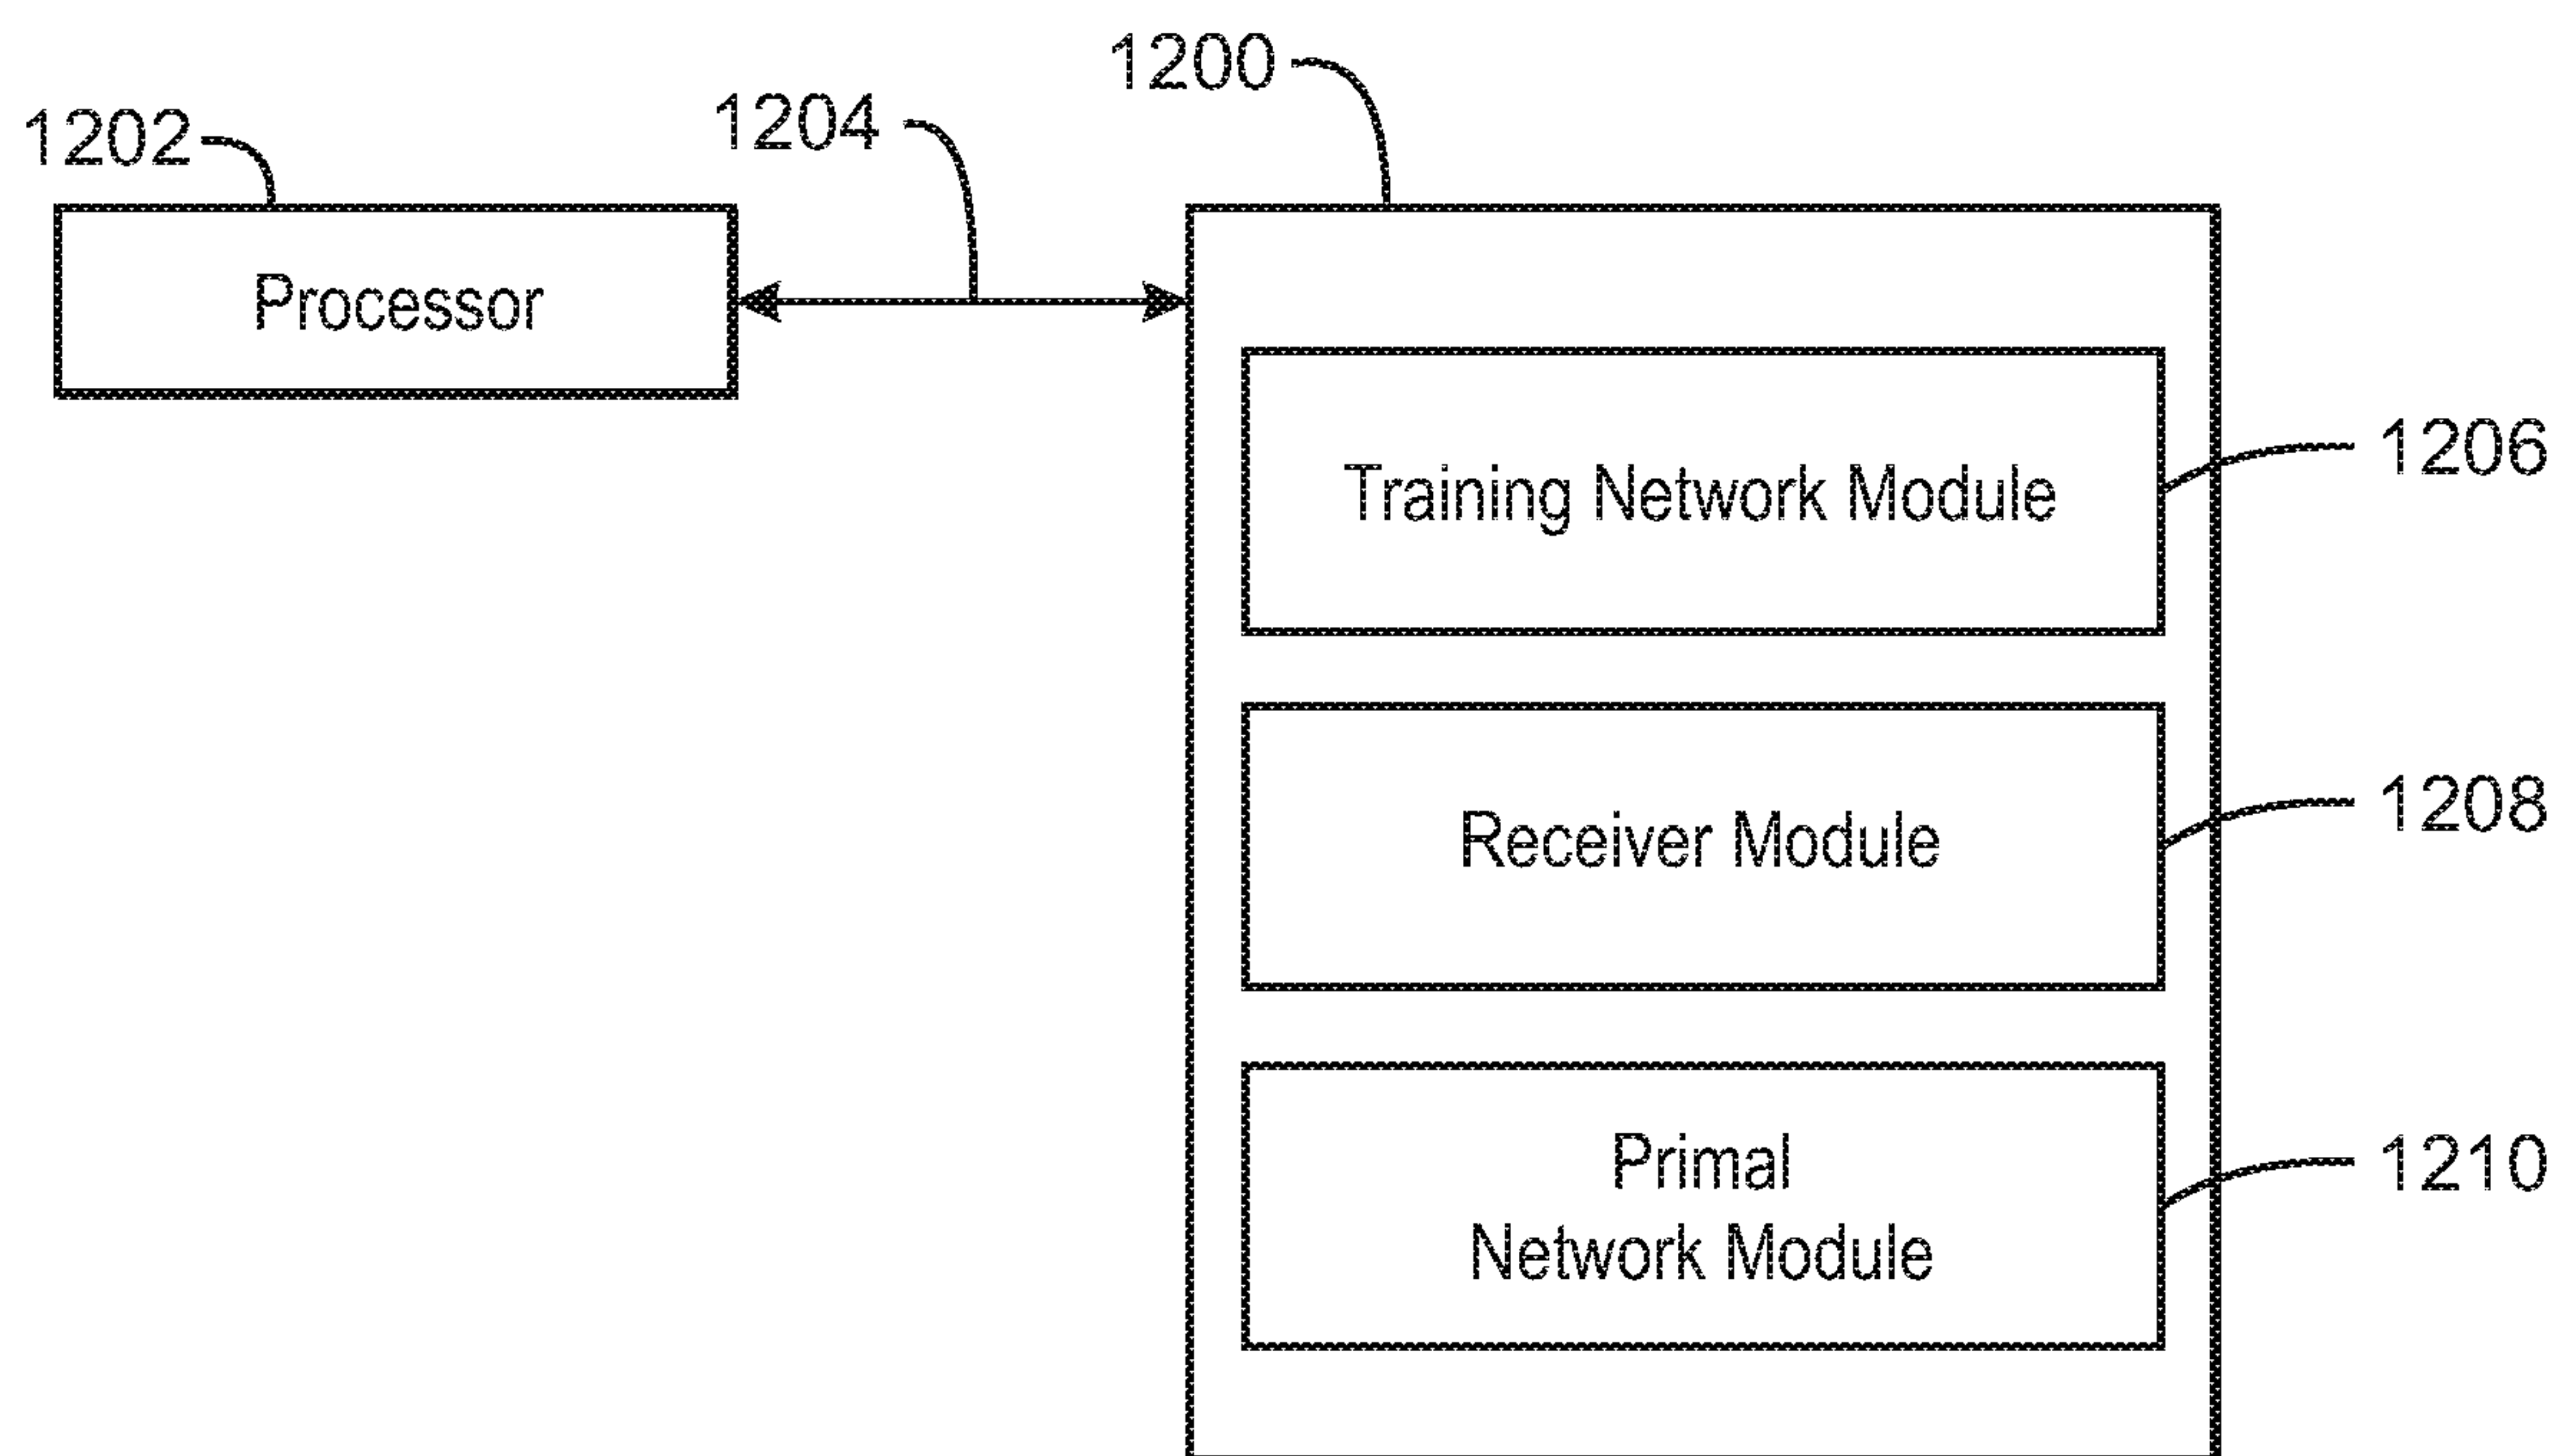 1200
1204
1202
Processor
Training Network Module
1206
Receiver Module
1208
Primal
Network Module
1210